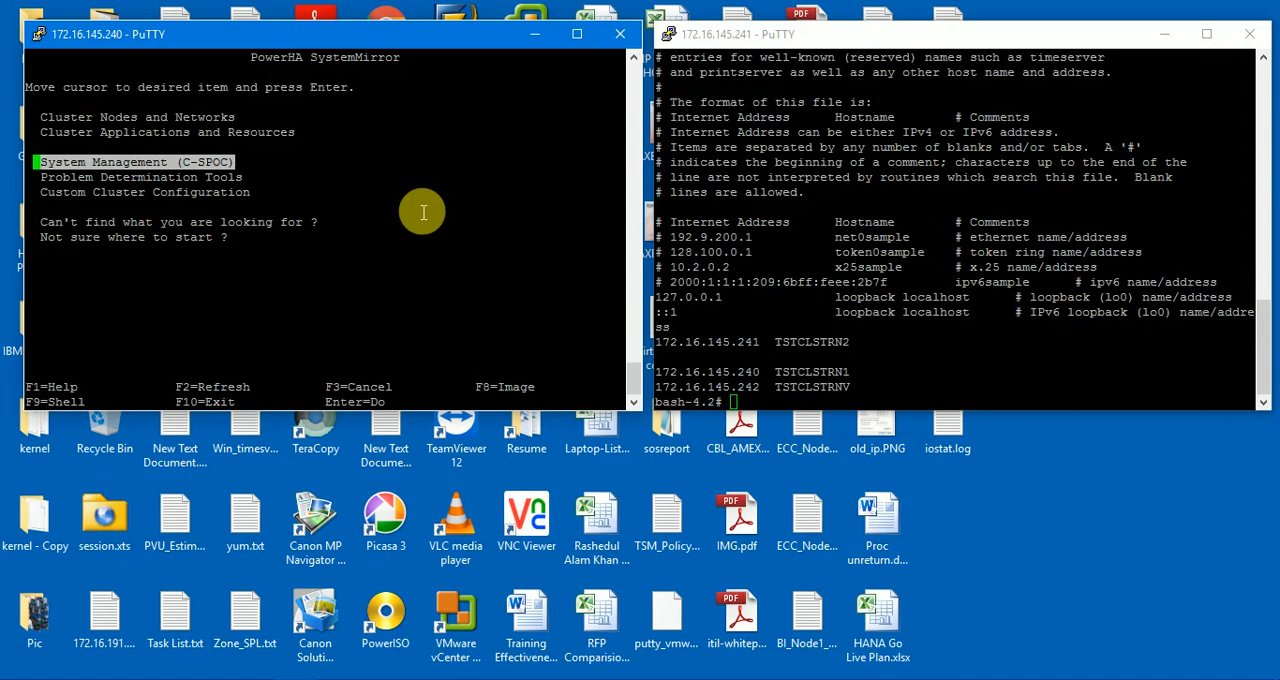 172.16.145.240 - PuTTY
PowerHA SystemMirror
Move cursor to desired item and press Enter.
Cluster Nodes and Networks
Cluster Applications and Resources
System Management (C-SPOC)
Problem Determination Tools
Custom Cluster Configuration
Can't find what you are looking for ?
Not sure where to start ?
F1=Help F2=Refresh F3=Cancel F8=Image
F9=Shell F10=Exit Enter=Do
172.16.145.241 - PuTTY
# entries for well-known (reserved) names such as timeserver
# and printserver as well as any other host name and address.
#
# The format of this file is:
# Internet Address Hostname # Comments
# Internet Address can be either IPv4 or IPv6 address.
# Items are separated by any number of blanks and/or tabs. A '#'
# indicates the beginning of a comment; characters up to the end of the
# line are not interpreted by routines which search this file. Blank
# lines are allowed.
# Internet Address Hostname # Comments
# 192.9.200.1 net0sample # ethernet name/address
# 128.100.0.1 token0sample # token ring name/address
# 10.2.0.2 x25sample # x.25 name/address
# 2000:1:1:1:209:6bff:feee:2b7f ipv6sample # ipv6 name/address
127.0.0.1 loopback localhost # loopback (lo0) name/address
::1 loopback localhost # IPv6 loopback (lo0) name/addre
ss
172.16.145.241 TSTCLSTRN2
172.16.145.240 TSTCLSTRN1
172.16.145.242 TSTCLSTRNV
bash-4.2#
PDF
IBM
kernel
Recycle Bin
New Text
Document....
Win_timesv...
TeraCopy
New Text
Docume...
TeamViewer
12
Resume
Laptop-List...
sosreport
CBL_AMEX...
ECC_Node...
old_ip.PNG
iostat.log
kernel - Copy
session.xts
PVU_Estim...
yum.txt
Canon MP
Navigator ...
Picasa 3
VLC media
player
VNC Viewer
Rashedul
Alam Khan ...
TSM_Policy...
PDF
IMG.pdf
ECC_Node...
Proc
unreturn.d...
Pic
172.16.191....
Task List.txt
Zone_SPL.txt
Canon
Soluti...
PowerISO
VMware
vCenter ...
Training
Effectivene...
RFP
Comparision...
putty_vmw...
PDF
itil-whitep...
BI_Node1_...
HANA Go
Live Plan.xlsx